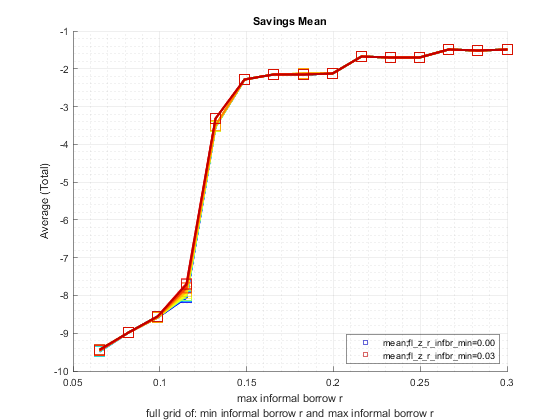 Savings Mean
-1
-2
-3
-4
-5
-6
-7
-8
-9
-10
Average (Total)
mean;fl_z_r_infbr_min=0.00
mean;fl_z_r_infbr_min=0.03
0.05
0.1
0.15
0.2
0.25
0.3
max informal borrow r
full grid of: min informal borrow r and max informal borrow r